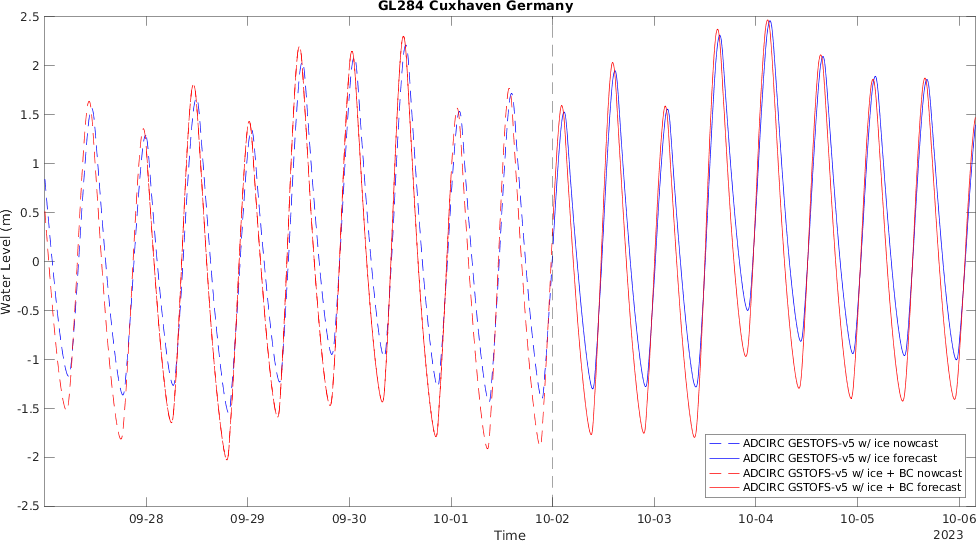 GL284 Cuxhaven Germany
2.5
2
1.5
1
0.5
0
-0.5
-1
-1.5
-2
-2.5
Water Level (m)
ADCIRC GESTOFS-v5 w/ ice nowcast
ADCIRC GESTOFS-v5 w/ ice forecast
ADCIRC GSTOFS-v5 w/ ice + BC nowcast
ADCIRC GSTOFS-v5 w/ ice + BC forecast
09-28 09-29 09-30 10-01 10-02 10-03 10-04 10-05 10-06
Time 2023